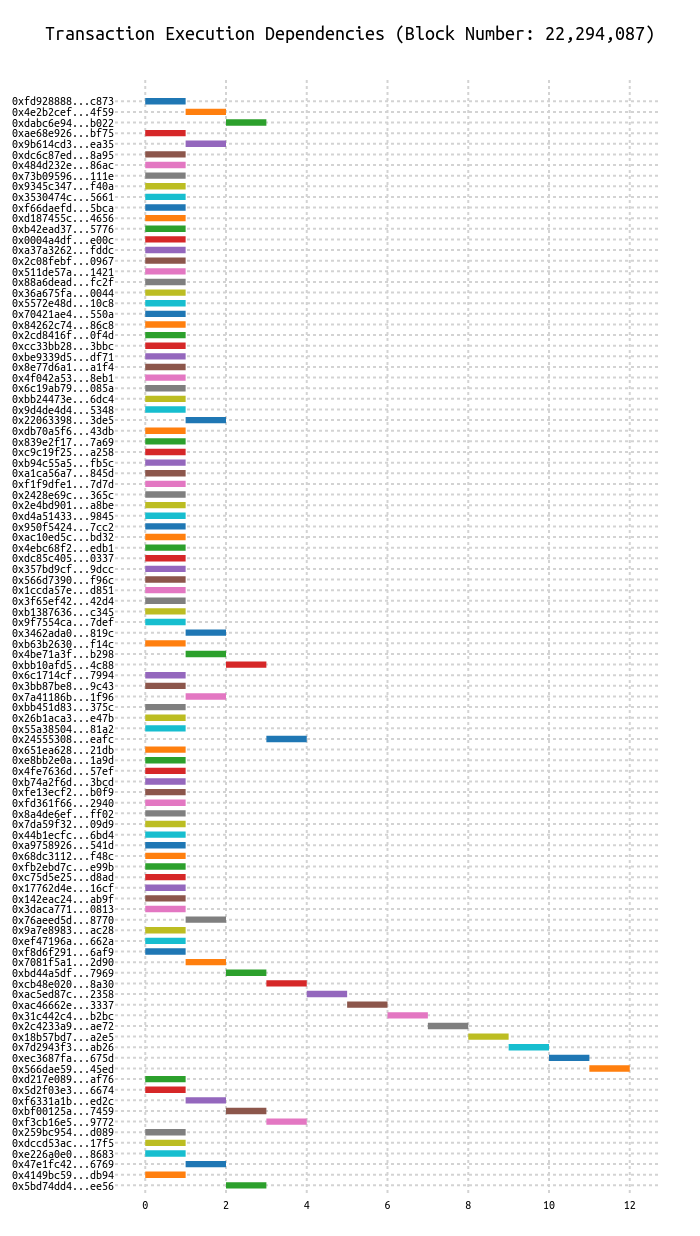 Transaction Execution Dependencies (Block Number: 22,294,087)
0xfd928888...c873
0x4e2b2cef...4f59
0xdabc6e94...b022
0xae68e926...bf75
0x9b614cd3...ea35
0xdc6c87ed...8a95
0x484d232e...86ac
0x73b09596...111e
0x9345c347...f40a
0x3530474c...5661
0xf66daefd...5bca
0xd187455c...4656
0xb42ead37...5776
0x0004a4df...e00c
0xa37a3262...fddc
0x2c08febf...0967
0x511de57a...1421
0x88a6dead...fc2f
0x36a675fa...0044
0x5572e48d...10c8
0x70421ae4...550a
0x84262c74...86c8
0x2cd8416f...0f4d
0xcc33bb28...3bbc
0xbe9339d5...df71
0x8e77d6a1...a1f4
0x4f042a53...8eb1
0x6c19ab79...085a
0xbb24473e...6dc4
0x9d4de4d4...5348
0x22063398...3de5
0xdb70a5f6...43db
0x839e2f17...7a69
0xc9c19f25...a258
0xb94c55a5...fb5c
0xa1ca56a7...845d
0xf1f9dfe1...7d7d
0x2428e69c...365c
0x2e4bd901...a8be
0xd4a51433...9845
0x950f5424...7cc2
0xac10ed5c...bd32
0x4ebc68f2...edb1
0xdc85c405...0337
0x357bd9cf...9dcc
0x566d7390...f96c
0x1ccda57e...d851
0x3f65ef42...42d4
0xb1387636...c345
0x9f7554ca...7def
0x3462ada0...819c
0xb63b2630...f14c
0x4be71a3f...b298
0xbb10afd5...4c88
0x6c1714cf...7994
0x3bb87be8...9c43
0x7a41186b...1f96
0xbb451d83...375c
0x26b1aca3...e47b
0x55a38504...81a2
0x24555308...eafc
0x651ea628...21db
0xe8bb2e0a...1a9d
0x4fe7636d...57ef
0xb74a2f6d...3bcd
0xfe13ecf2...b0f9
0xfd361f66...2940
0x8a4de6ef...ff02
0x7da59f32...09d9
0x44b1ecfc...6bd4
0xa9758926...541d
0x68dc3112...f48c
0xfb2ebd7c...e99b
0xc75d5e25...d8ad
0x17762d4e...16cf
0x142eac24...ab9f
0x3daca771...0813
0x76aeed5d...8770
0x9a7e8983...ac28
0xef47196a...662a
0xf8d6f291...6af9
0x7081f5a1...2d90
0xbd44a5df...7969
0xcb48e020...8a30
0xac5ed87c...2358
0xac46662e...3337
0x31c442c4...b2bc
0x2c4233a9...ae72
0x18b57bd7...a2e5
0x7d2943f3...ab26
0xec3687fa...675d
0x566dae59...45ed
0xd217e089...af76
0x5d2f03e3...6674
0xf6331a1b...ed2c
0xbf00125a...7459
0xf3cb16e5...9772
0x259bc954...d089
0xdccd53ac...17f5
0xe226a0e0...8683
0x47e1fc42...6769
0x4149bc59...db94
0x5bd74dd4...ee56
0 2 4 6 8 10 12